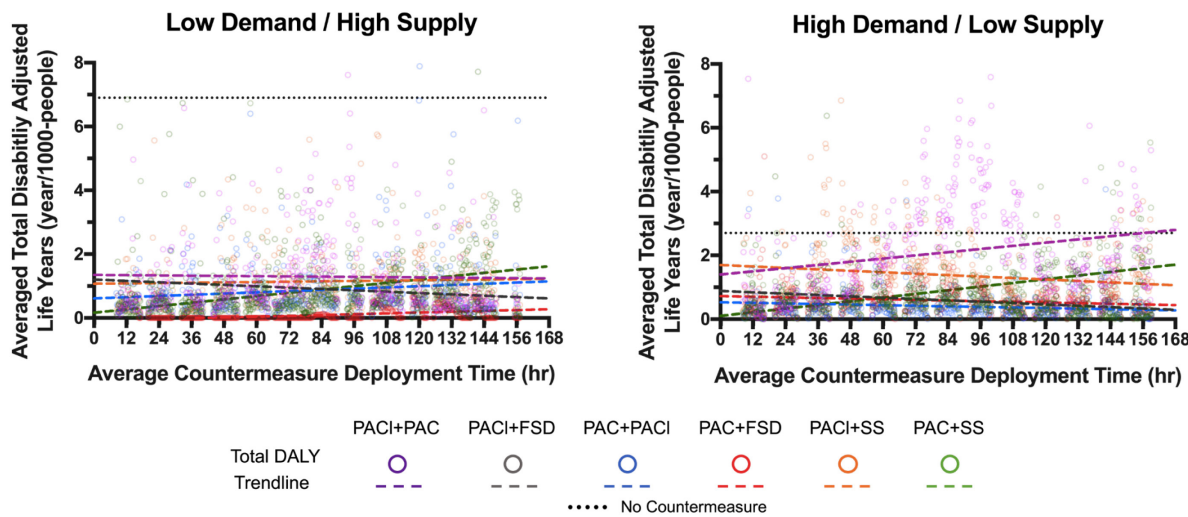 Low Demand / High Supply
Averaged Total Disabitliy Adjusted
Life Years (year/1000-people)
8
6
4
2
0
0 12 24 36 48 60 72 84 96 108 120 132 144 156 168
Average Countermeasure Deployment Time (hr)
High Demand / Low Supply
Averaged Total Disabitliy Adjusted
Life Years (year/1000-people)
8
6
4
2
0
0 12 24 36 48 60 72 84 96 108 120 132 144 156 168
Average Countermeasure Deployment Time (hr)
PACl+PAC PACl+FSD PAC+PACl PAC+FSD PACl+SS PAC+SS
Total DALY
Trendline
No Countermeasure